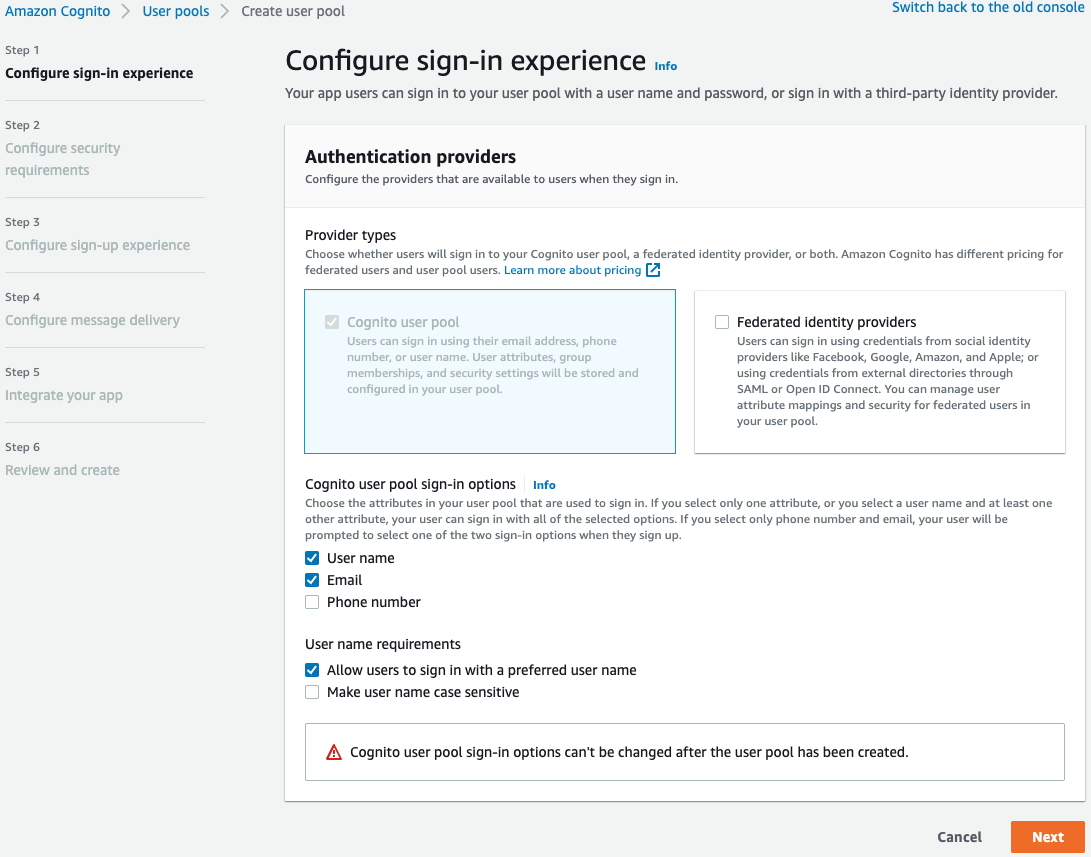 Amazon Cognito > User pools > Create user pool
Switch back to the old console
Step 1
Configure sign-in experience
Step 2
Configure security
requirements
Step 3
Configure sign-up experience
Step 4
Configure message delivery
Step 5
Integrate your app
Step 6
Review and create
Configure sign-in experience Info
Your app users can sign in to your user pool with a user name and password, or sign in with a third-party identity provider.
Authentication providers
Configure the providers that are available to users when they sign in.
Provider types
Choose whether users will sign in to your Cognito user pool, a federated identity provider, or both. Amazon Cognito has different pricing for
federated users and user pool users. Learn more about pricing
Cognito user pool
Users can sign in using their email address, phone
number, or user name. User attributes, group
memberships, and security settings will be stored and
configured in your user pool.
Federated identity providers
Users can sign in using credentials from social identity
providers like Facebook, Google, Amazon, and Apple; or
using credentials from external directories through
SAML or Open ID Connect. You can manage user
attribute mappings and security for federated users in
your user pool.
Cognito user pool sign-in options Info
Choose the attributes in your user pool that are used to sign in. If you select only one attribute, or you select a user name and at least one
other attribute, your user can sign in with all of the selected options. If you select only phone number and email, your user will be
prompted to select one of the two sign-in options when they sign up.
User name
Email
Phone number
User name requirements
Allow users to sign in with a preferred user name
Make user name case sensitive
Cognito user pool sign-in options can't be changed after the user pool has been created.
Cancel
Next